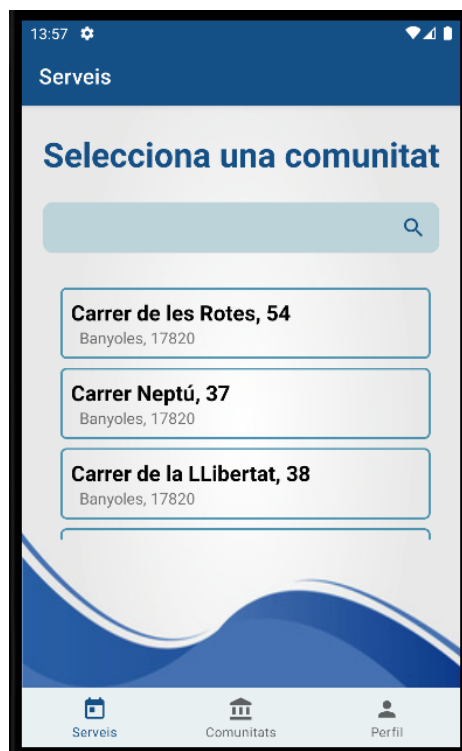 13:57
Serveis
Selecciona una comunitat
Carrer de les Rotes, 54
Banyoles, 17820
Carrer Neptú, 37
Banyoles, 17820
Carrer de la LLibertat, 38
Banyoles, 17820
Serveis Comunitats Perfil